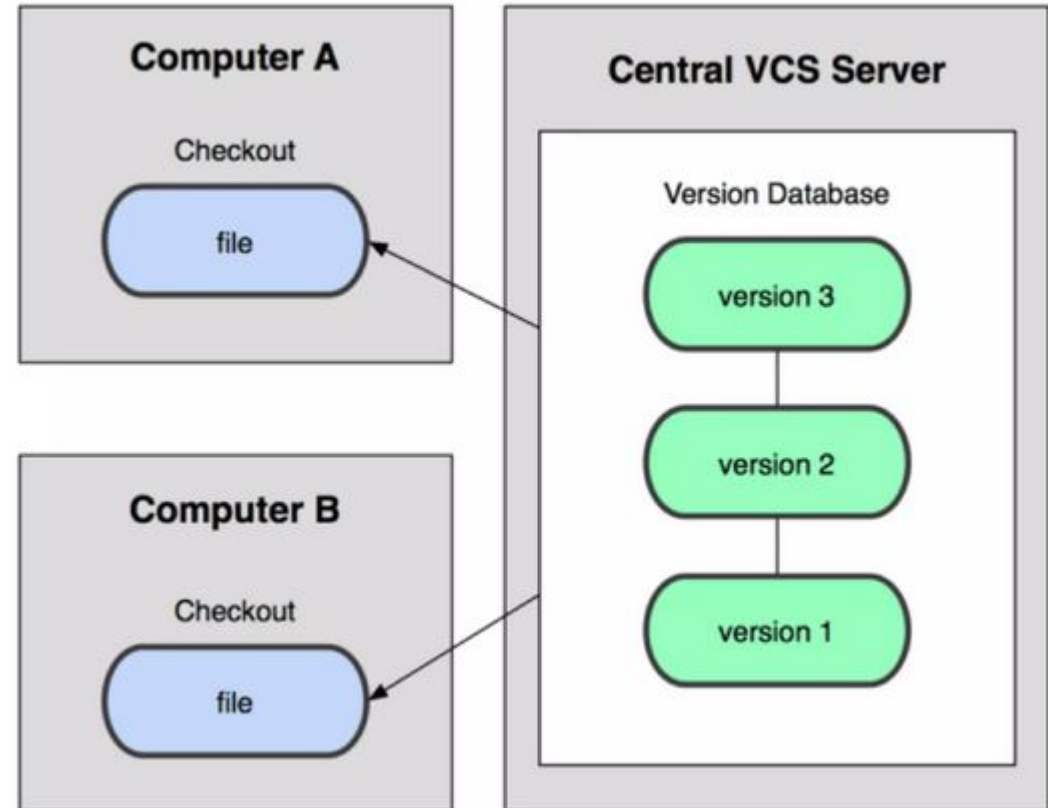 Computer A
Checkout
file
Computer B
Checkout
file
Central VCS Server
Version Database
version 3
version 2
version 1